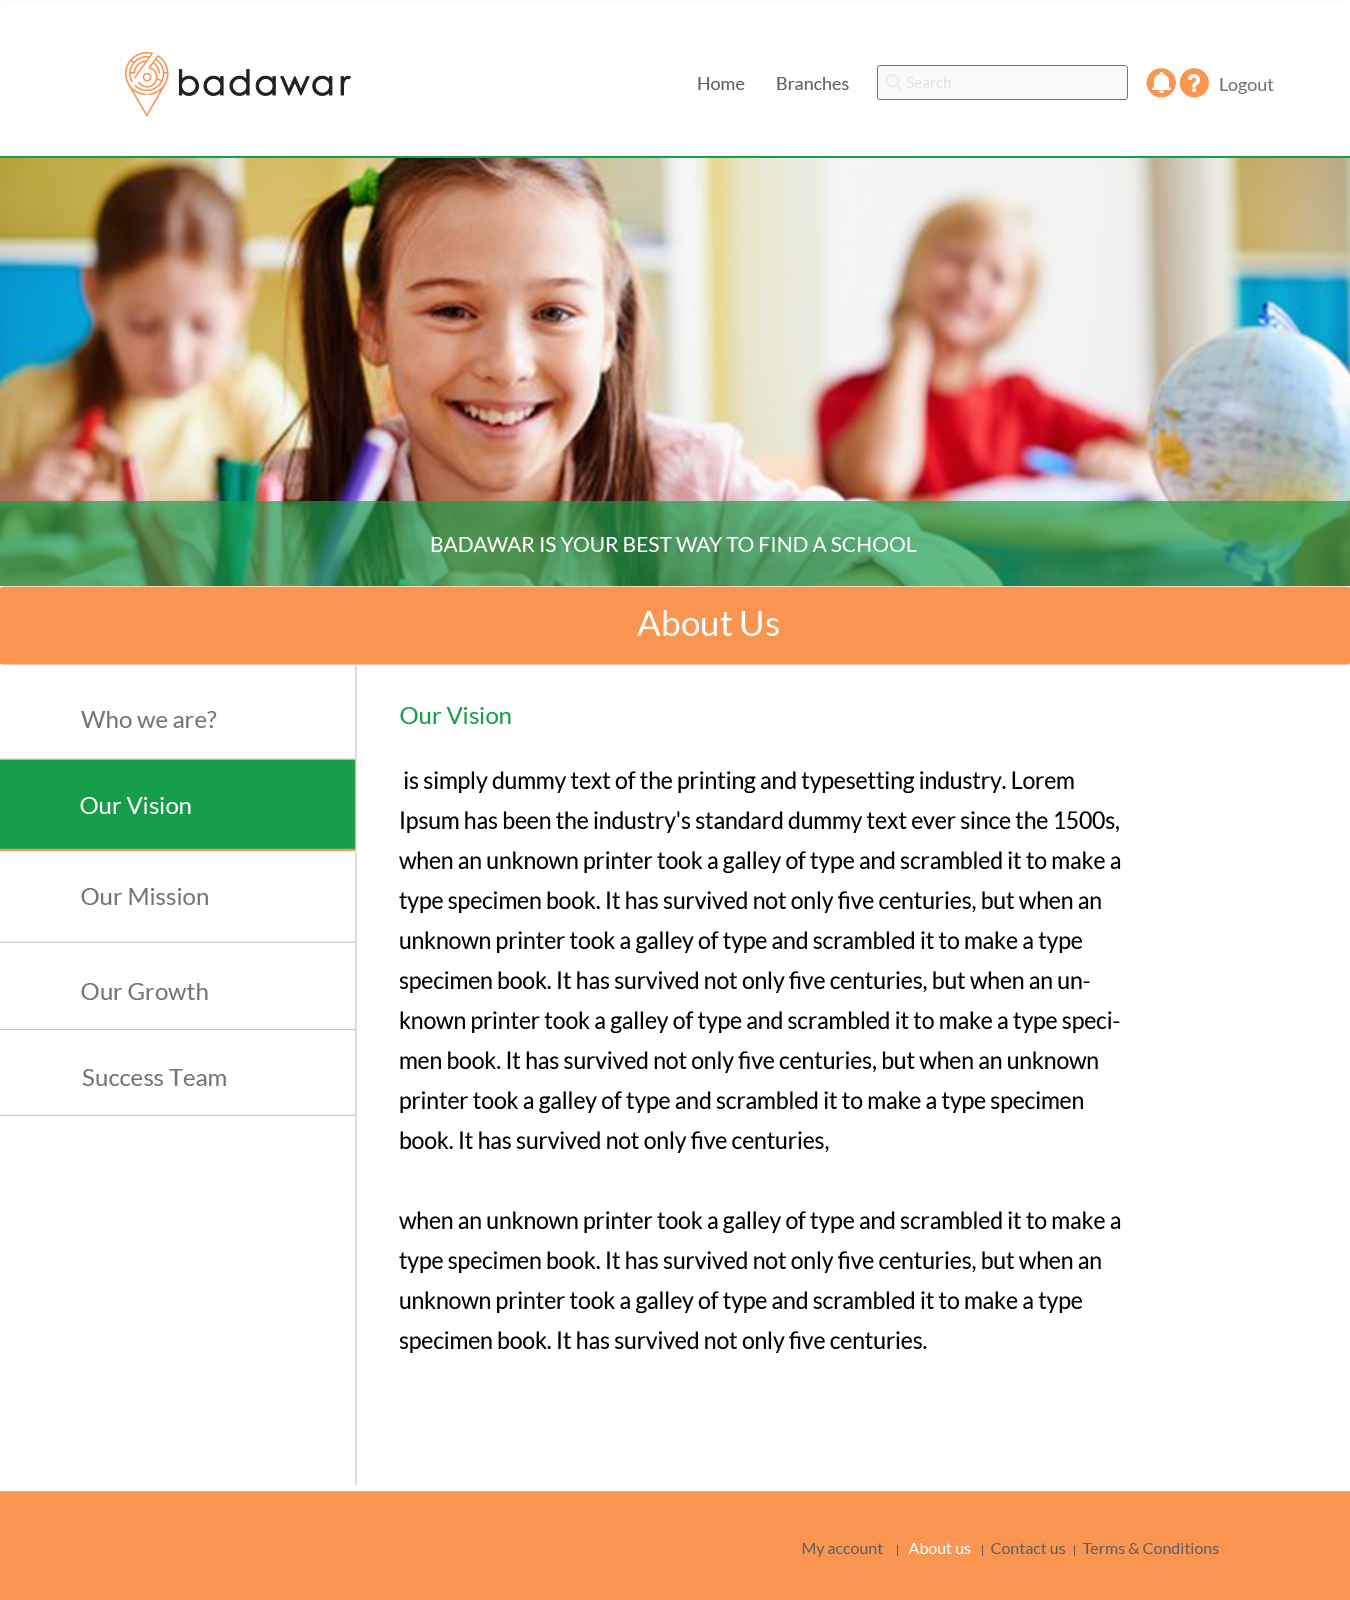 badawar
Home
Branches
Search
Logout
BADAWAR IS YOUR BEST WAY TO FIND A SCHOOL
About Us
Who we are?
Our Vision
Our Mission
Our Growth
Success Team
Our Vision
is simply dummy text of the printing and typesetting industry. Lorem
Ipsum has been the industry's standard dummy text ever since the 1500s,
when an unknown printer took a galley of type and scrambled it to make a
type specimen book. It has survived not only five centuries, but when an
unknown printer took a galley of type and scrambled it to make a type
specimen book. It has survived not only five centuries, but when an un-
known printer took a galley of type and scrambled it to make a type speci-
men book. It has survived not only five centuries, but when an unknown
printer took a galley of type and scrambled it to make a type specimen
book. It has survived not only five centuries,
when an unknown printer took a galley of type and scrambled it to make a
type specimen book. It has survived not only five centuries, but when an
unknown printer took a galley of type and scrambled it to make a type
specimen book. It has survived not only five centuries.
My account | About us | Contact us | Terms & Conditions